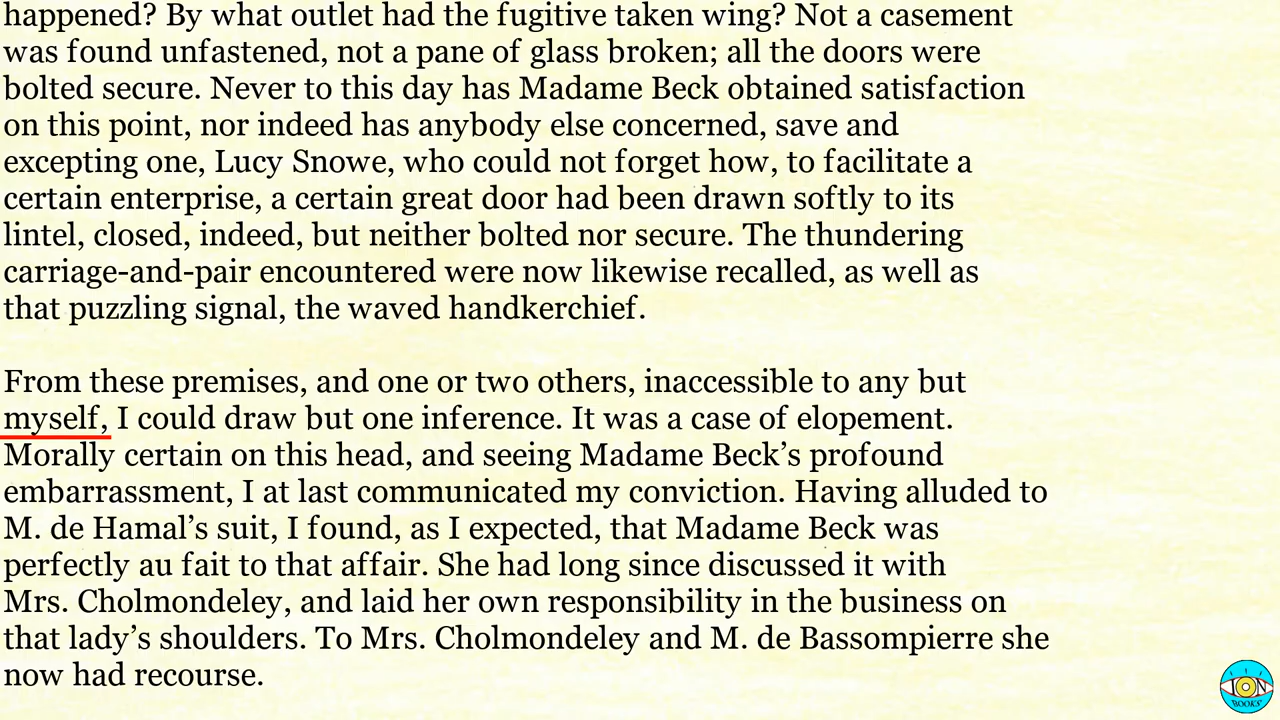 happened? By what outlet had the fugitive taken wing? Not a casement
was found unfastened, not a pane of glass broken; all the doors were
bolted secure. Never to this day has Madame Beck obtained satisfaction
on this point, nor indeed has anybody else concerned, save and
excepting one, Lucy Snowe, who could not forget how, to facilitate a
certain enterprise, a certain great door had been drawn softly to its
lintel, closed, indeed, but neither bolted nor secure. The thundering
carriage-and-pair encountered were now likewise recalled, as well as
that puzzling signal, the waved handkerchief.
From these premises, and one or two others, inaccessible to any but
myself, I could draw but one inference. It was a case of elopement.
Morally certain on this head, and seeing Madame Beck’s profound
embarrassment, I at last communicated my conviction. Having alluded to
M. de Hamal’s suit, I found, as I expected, that Madame Beck was
perfectly au fait to that affair. She had long since discussed it with
Mrs. Cholmondeley, and laid her own responsibility in the business on
that lady’s shoulders. To Mrs. Cholmondeley and M. de Bassompierre she
now had recourse.
ION
BOOKS